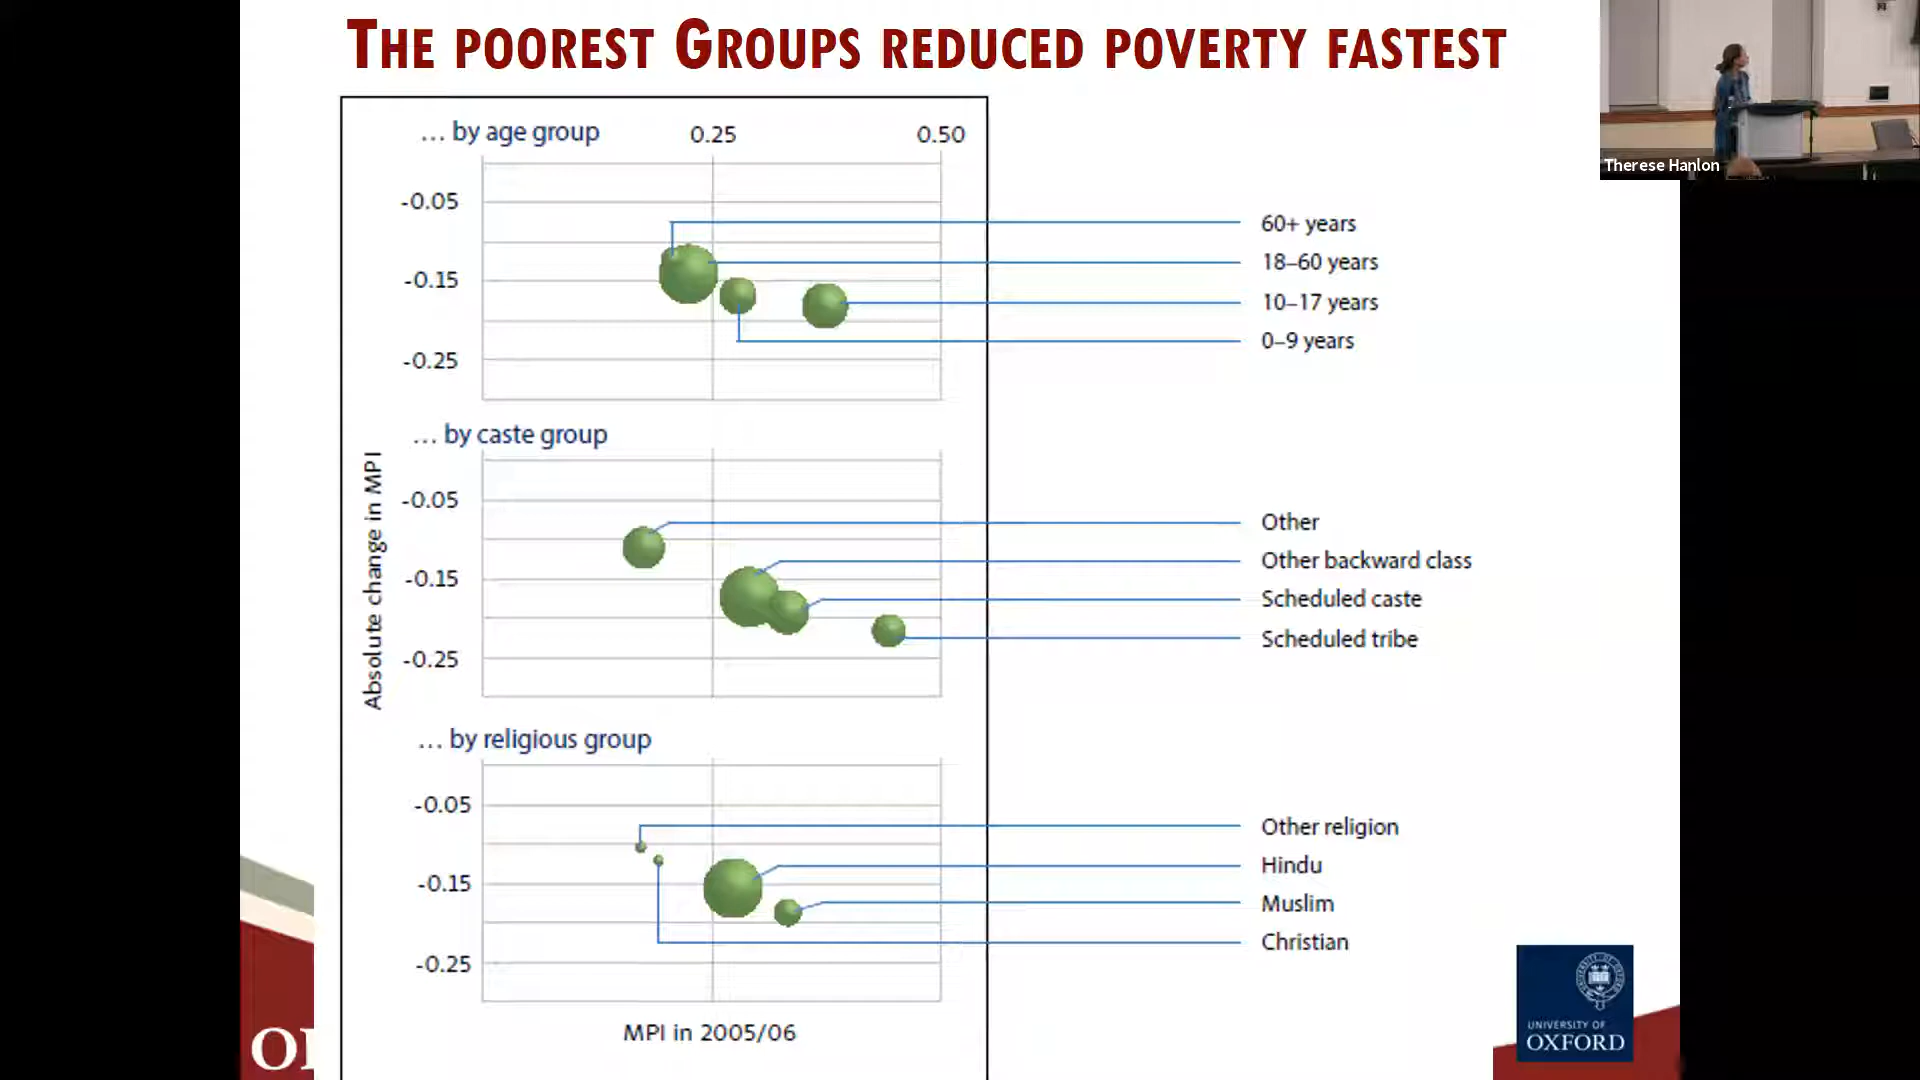 THE POOREST GROUPS REDUCED POVERTY FASTEST
Therese Hanlon
... by age group
0.25
0.50
-0.05
-0.15
-0.25
60+ years
18–60 years
10–17 years
0–9 years
... by caste group
-0.05
-0.15
-0.25
Other
Other backward class
Scheduled caste
Scheduled tribe
Absolute change in MPI
... by religious group
-0.05
-0.15
-0.25
Other religion
Hindu
Muslim
Christian
MPI in 2005/06
UNIVERSITY OF
OXFORD